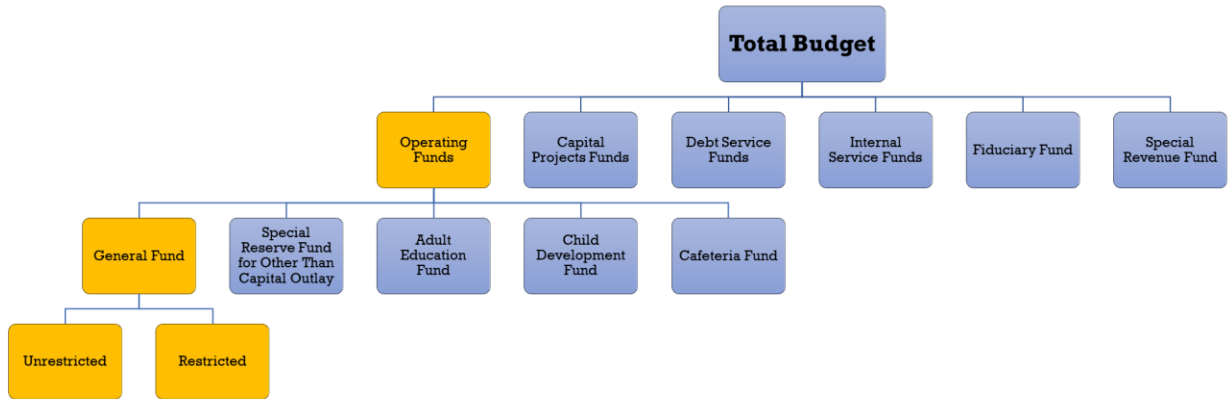 Total Budget
Operating
Funds
Capital
Projects Funds
Debt Service
Funds
Internal
Service Funds
Fiduciary Fund
Special
Revenue Fund
General Fund
Special
Reserve Fund
for Other Than
Capital Outlay
Adult
Education
Fund
Child
Development
Fund
Cafeteria Fund
Unrestricted
Restricted